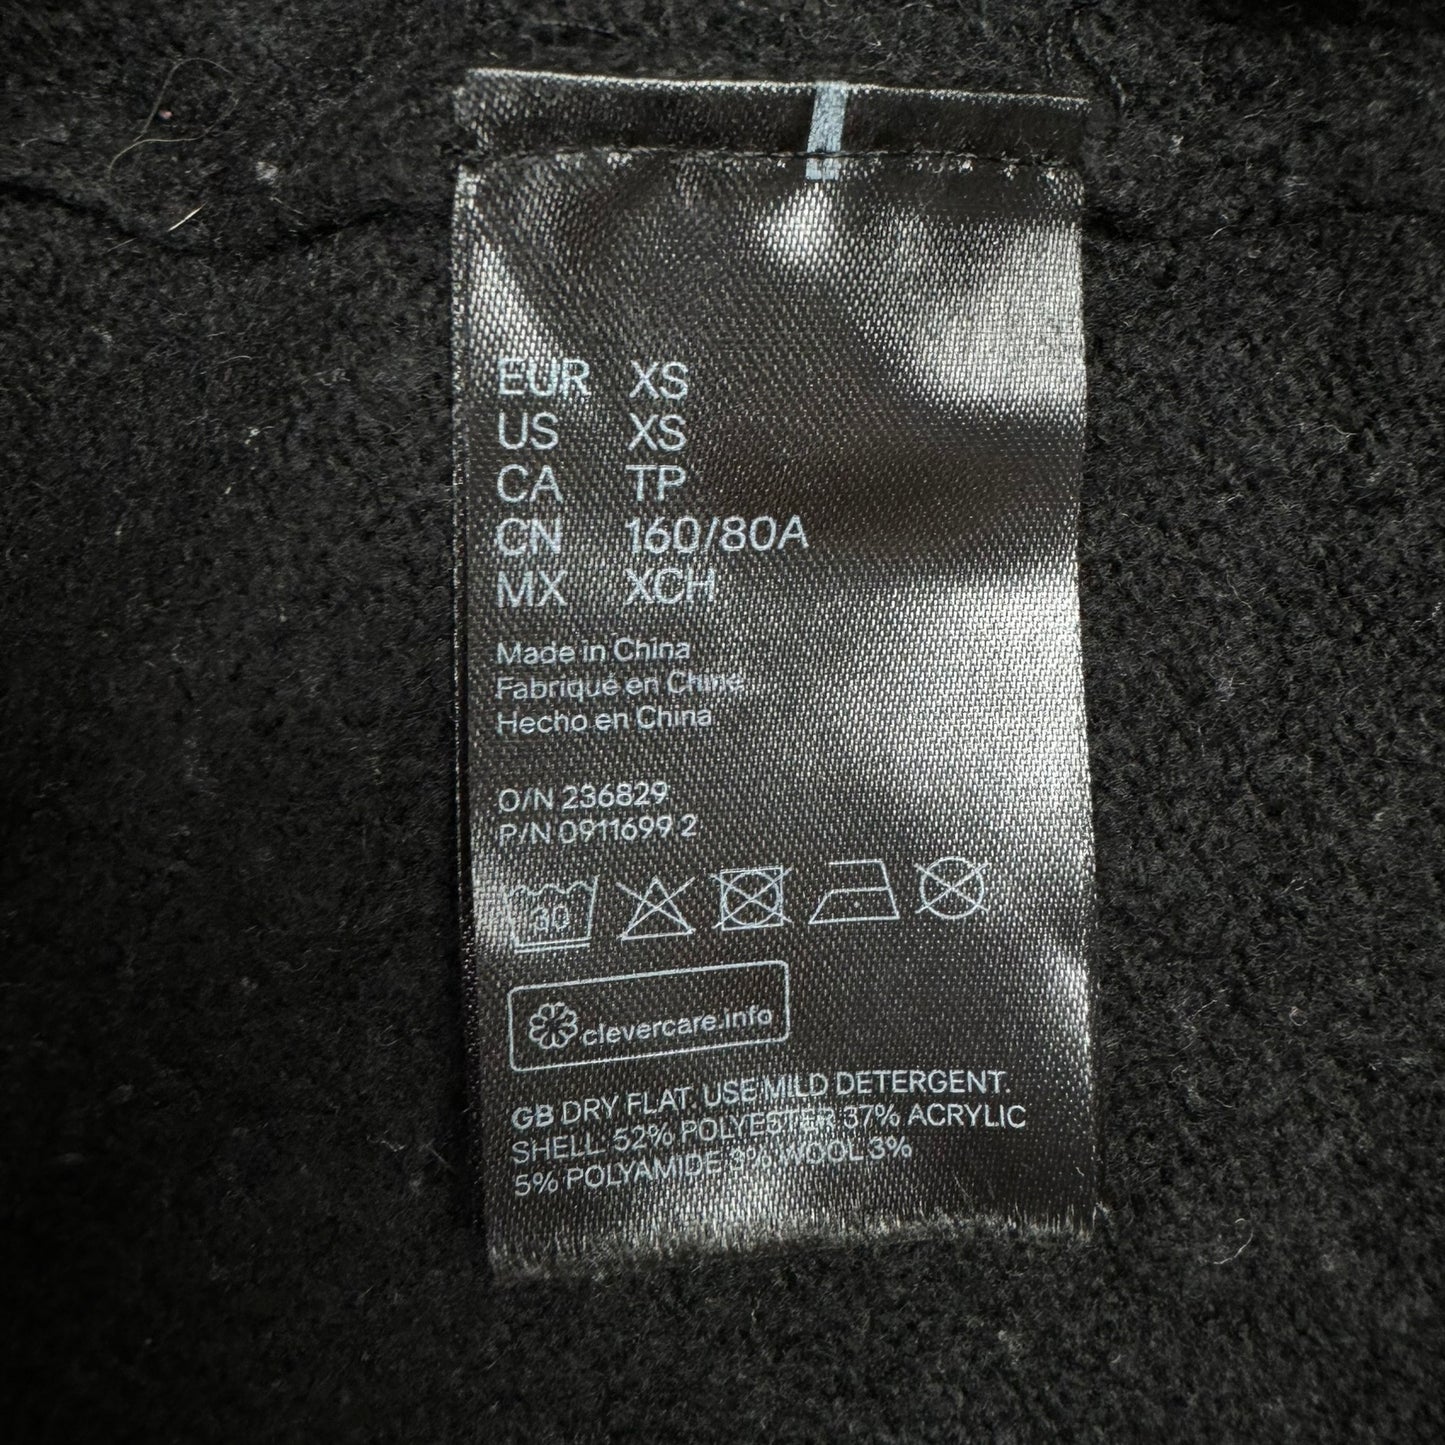 EUR XS
US XS
CA TP
CN 160/80A
MX XCH
Made in China
Fabriqué en Chine
Hecho en China
O/N 236829
P/N 0911699 2
30
clevercare.info
GB DRY FLAT. USE MILD DETERGENT.
SHELL: 52% POLYESTER 37% ACRYLIC
5% POLYAMIDE 3% WOOL 3%